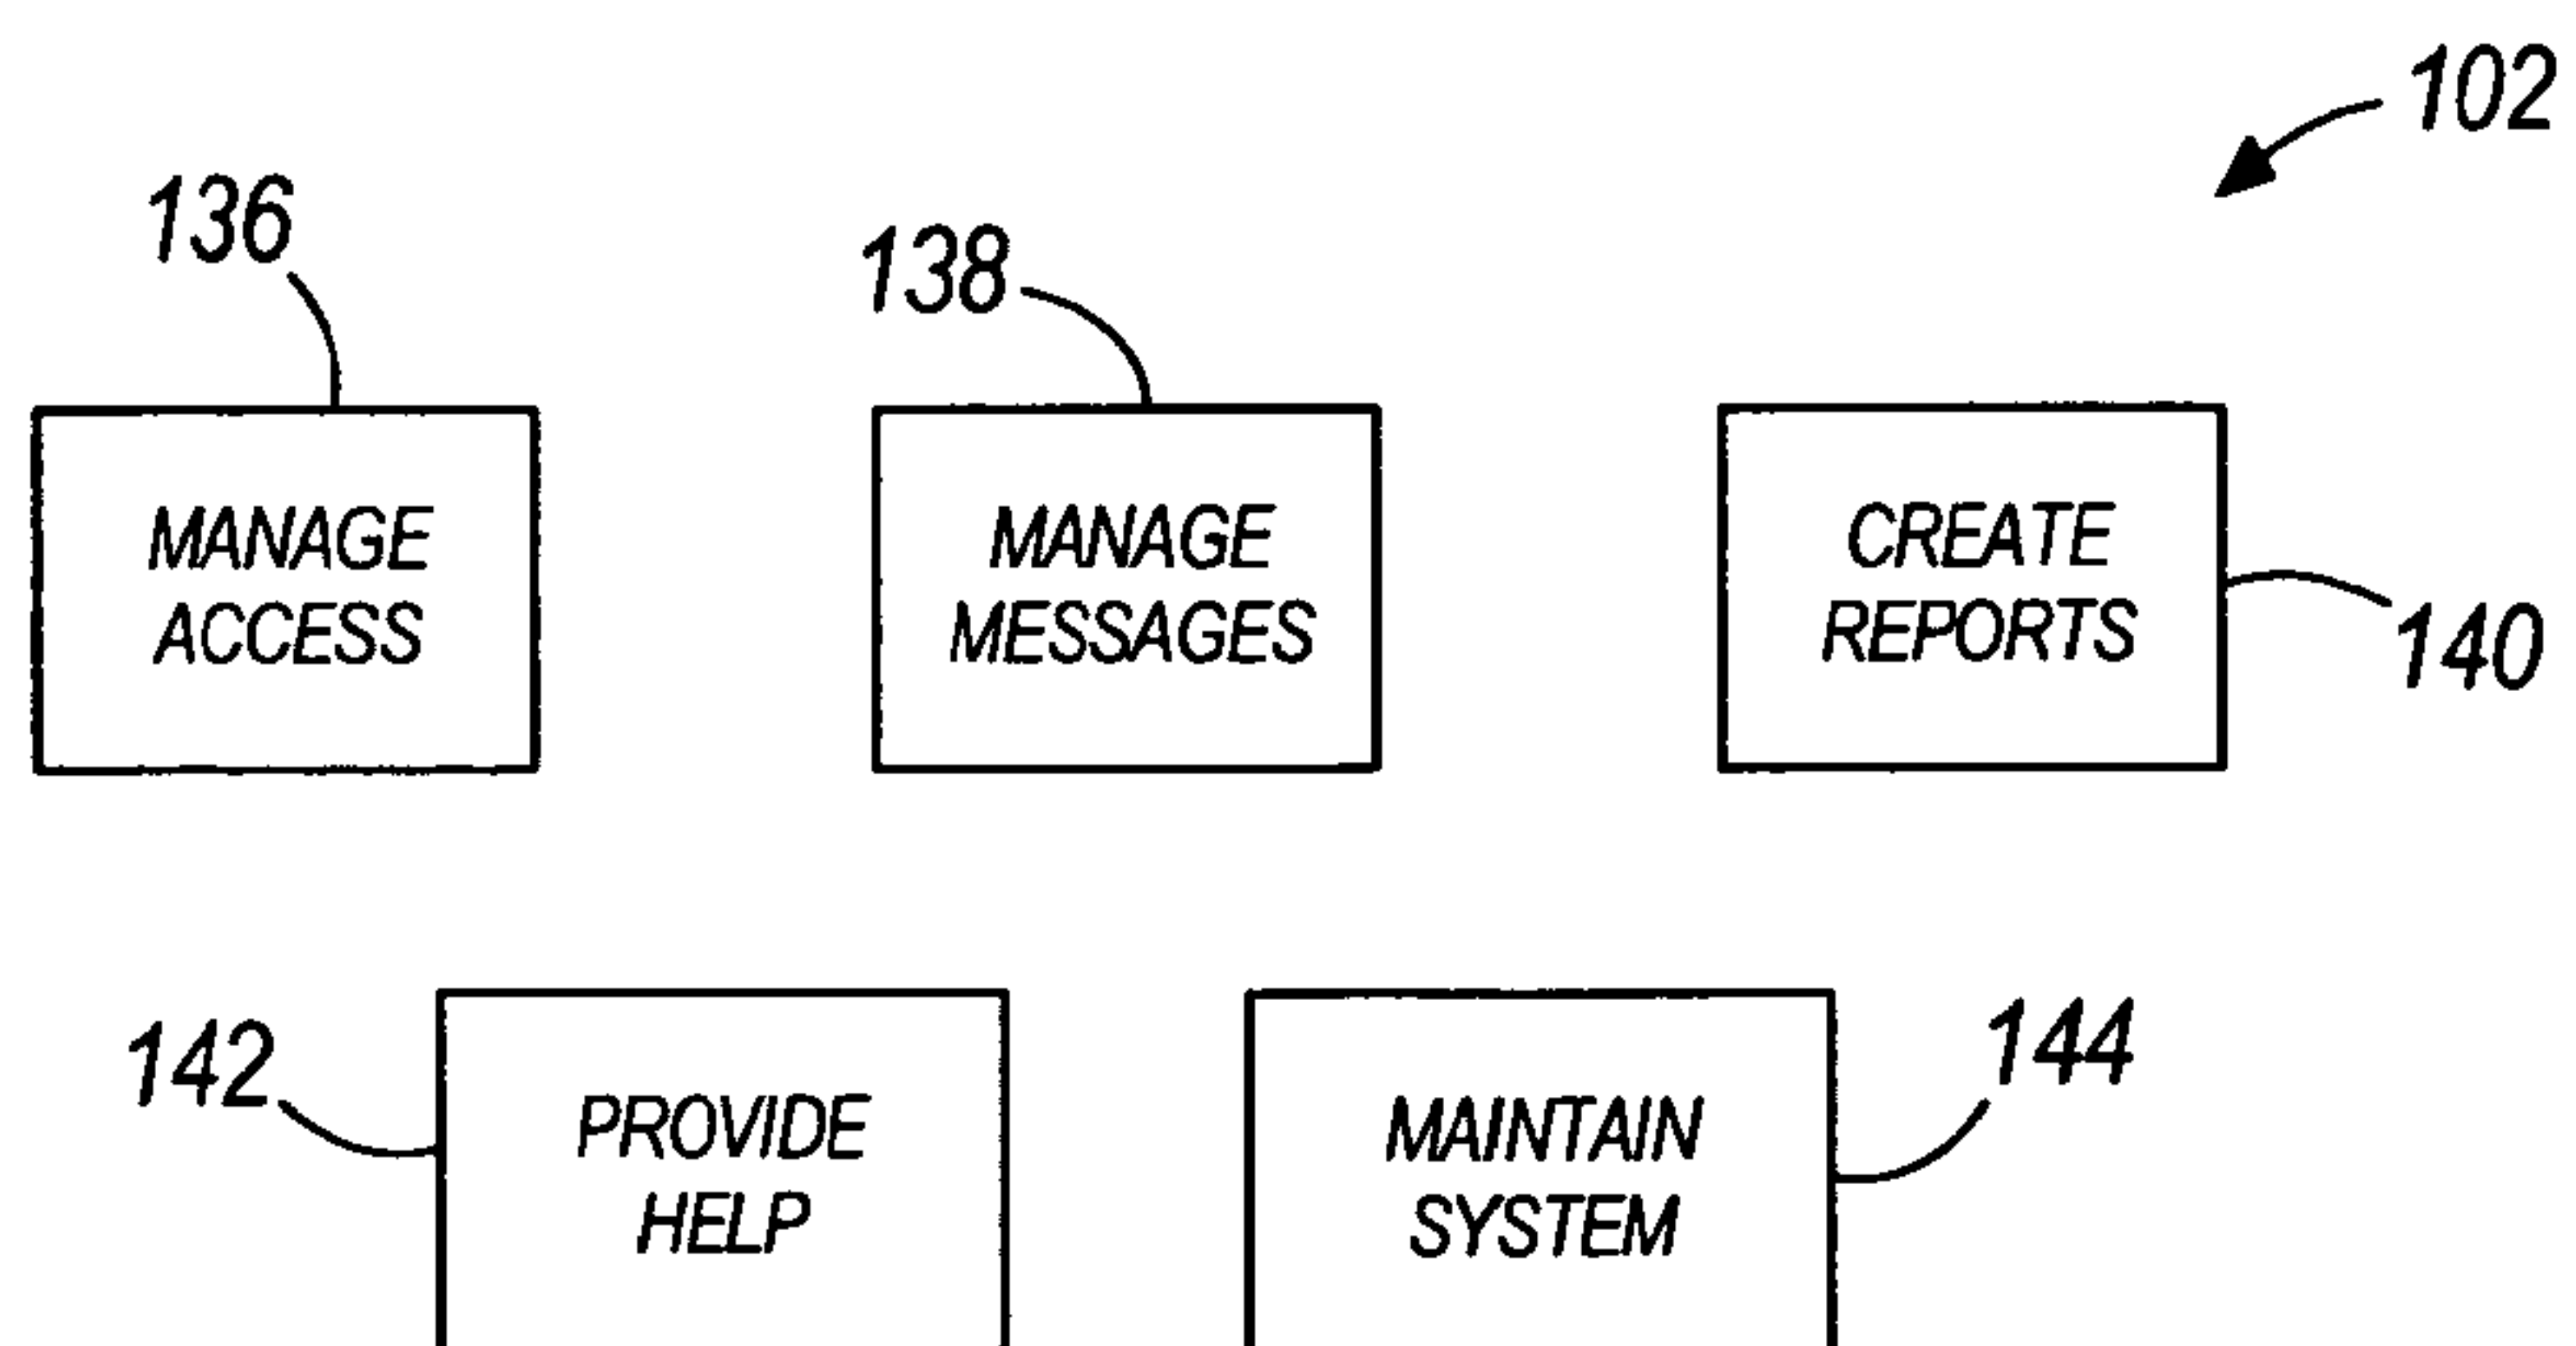 102
136
138
MANAGE
ACCESS
MANAGE
MESSAGES
CREATE
REPORTS
140
142
PROVIDE
HELP
MAINTAIN
SYSTEM
144